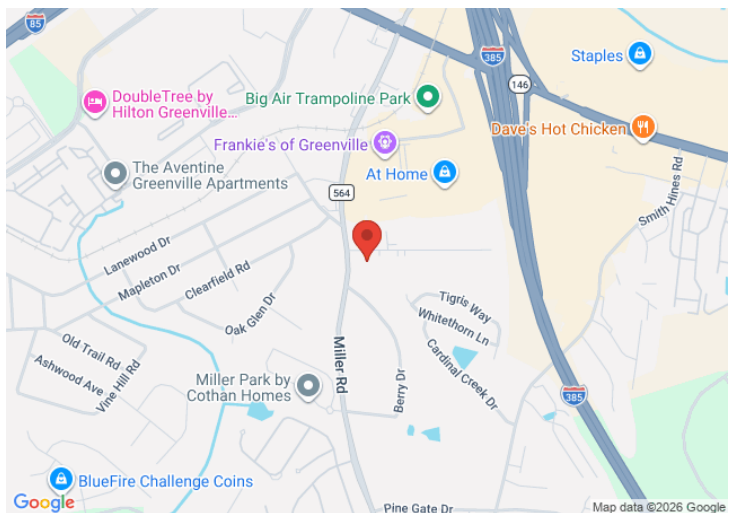 85
385
Staples
146
DoubleTree by
Hilton Greenville...
Big Air Trampoline Park
Dave's Hot Chicken
Frankie's of Greenville
The Aventine
Greenville Apartments
At Home
564
Smith Hines Rd
Lanewood Dr
Mapleton Dr
Clearfield Rd
Oak Glen Dr
Tigris Way
Whitethorn Ln
Old Trail Rd
Ashwood Ave
Vine Hill Rd
Miller Rd
Cardinal Creek Dr
Miller Park by
Cothan Homes
Berry Dr
385
BlueFire Challenge Coins
Google
Pine Gate Dr
Map data ©2026 Google